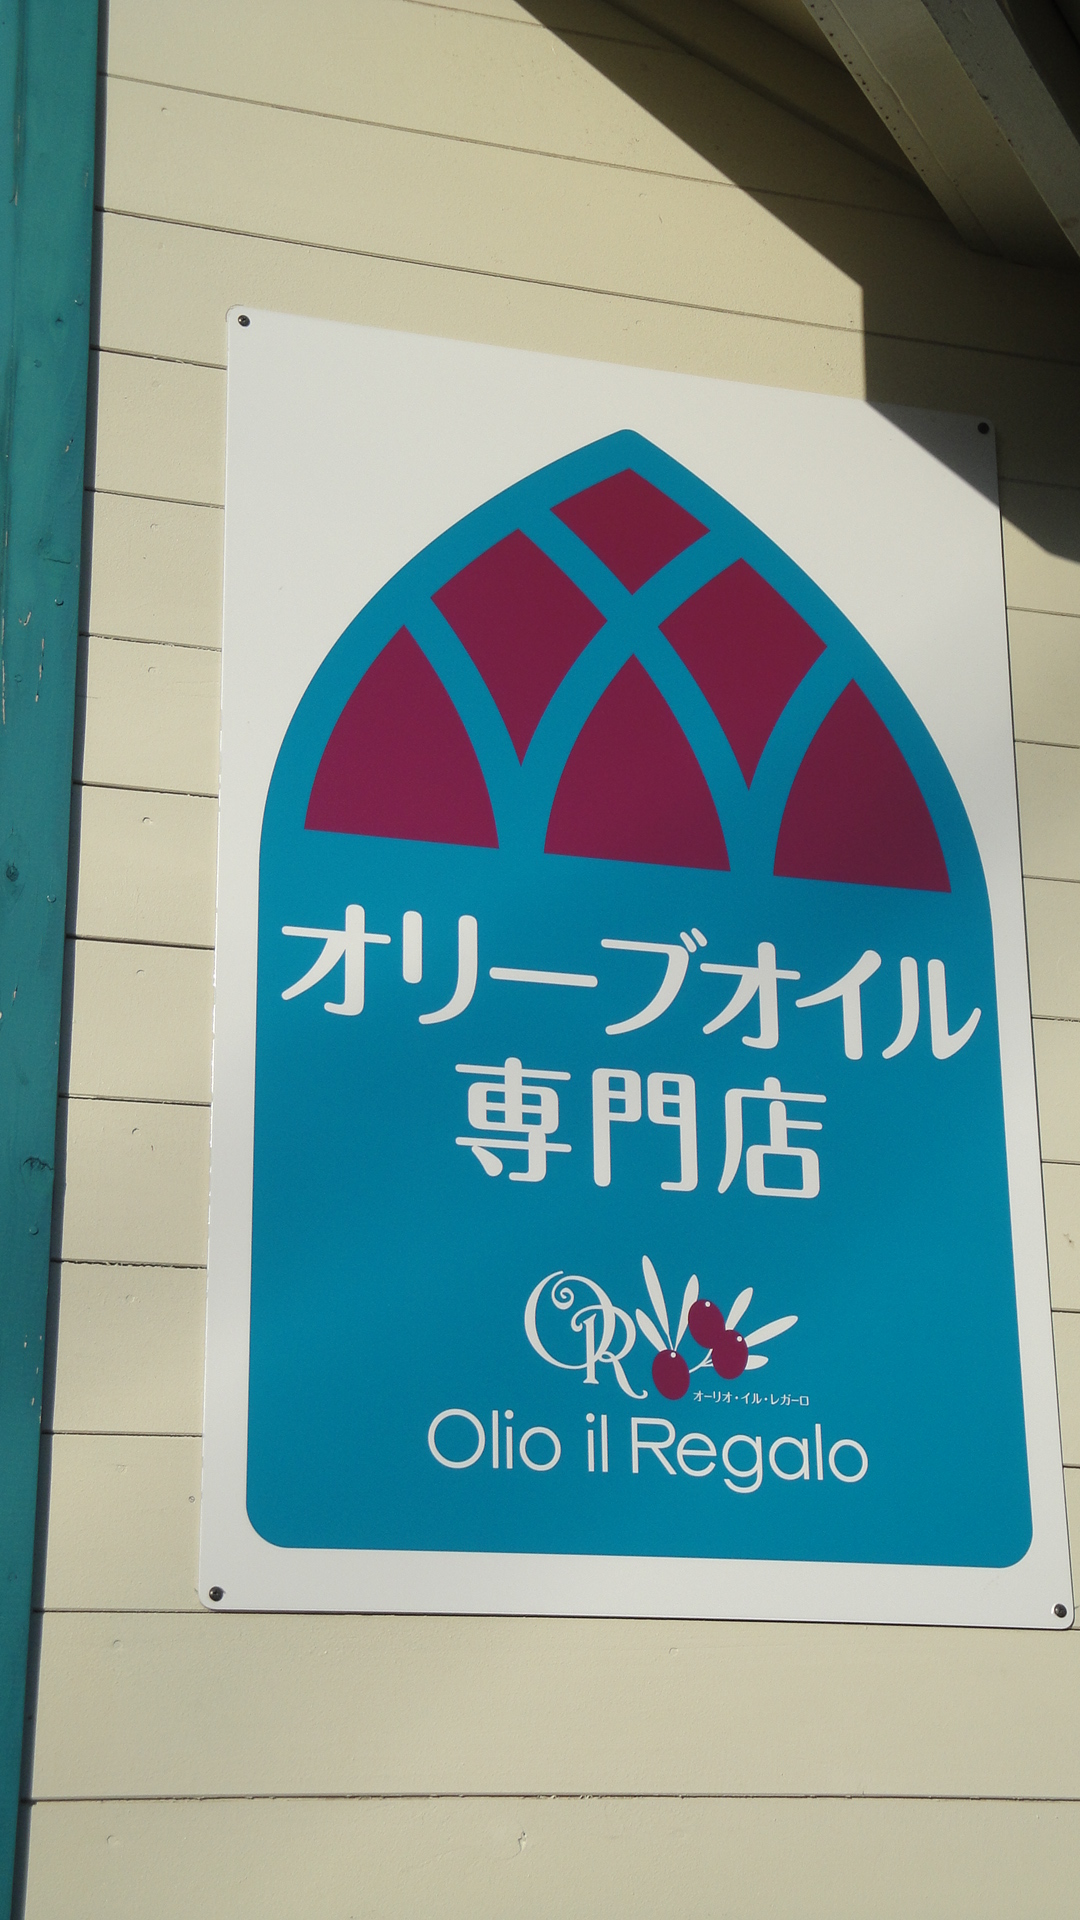 オリーブオイル
専門店
OR
オーリオ・イル・レガーロ
Olio il Regalo